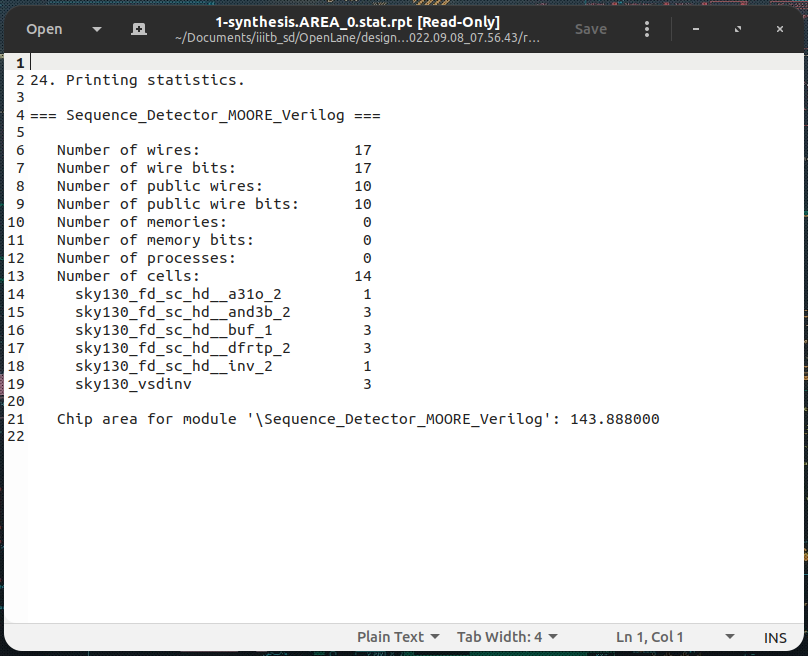 Open
1-synthesis.AREA_0.stat.rpt [Read-Only]
~/Documents/iiitb_sd/OpenLane/design...022.09.08_07.56.43/r...
Save
1
2 24. Printing statistics.
3
4 === Sequence_Detector_MOORE_Verilog ===
5
6 Number of wires: 17
7 Number of wire bits: 17
8 Number of public wires: 10
9 Number of public wire bits: 10
10 Number of memories: 0
11 Number of memory bits: 0
12 Number of processes: 0
13 Number of cells: 14
14 sky130_fd_sc_hd__a31o_2 1
15 sky130_fd_sc_hd__and3b_2 3
16 sky130_fd_sc_hd__buf_1 3
17 sky130_fd_sc_hd__dfrtp_2 3
18 sky130_fd_sc_hd__inv_2 1
19 sky130_vsdinv 3
20
21 Chip area for module '\Sequence_Detector_MOORE_Verilog': 143.888000
22
Plain Text Tab Width: 4 Ln 1, Col 1 INS